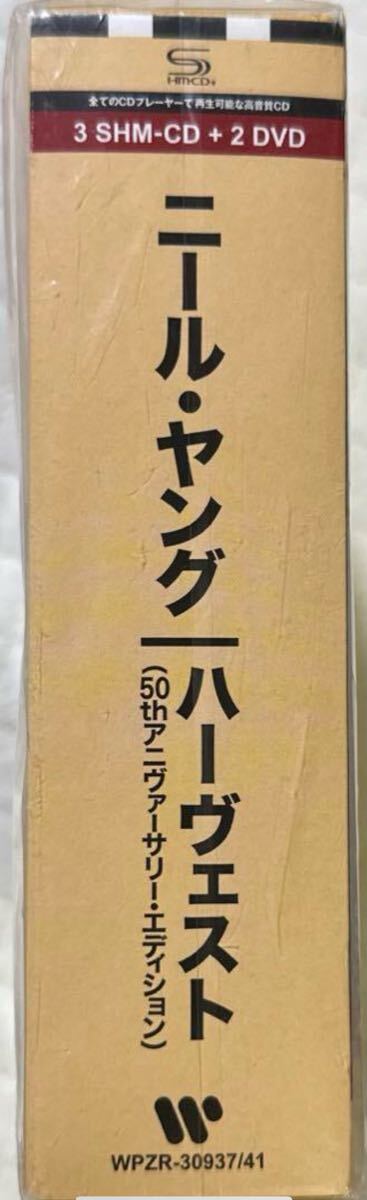 HMCD+
全てのCDプレーヤーで再生可能な高音質CD
3 SHM-CD + 2 DVD
ニール・ヤング|ハーヴェスト
(50thアニヴァーサリー・エディション)
WPZR-30937/41